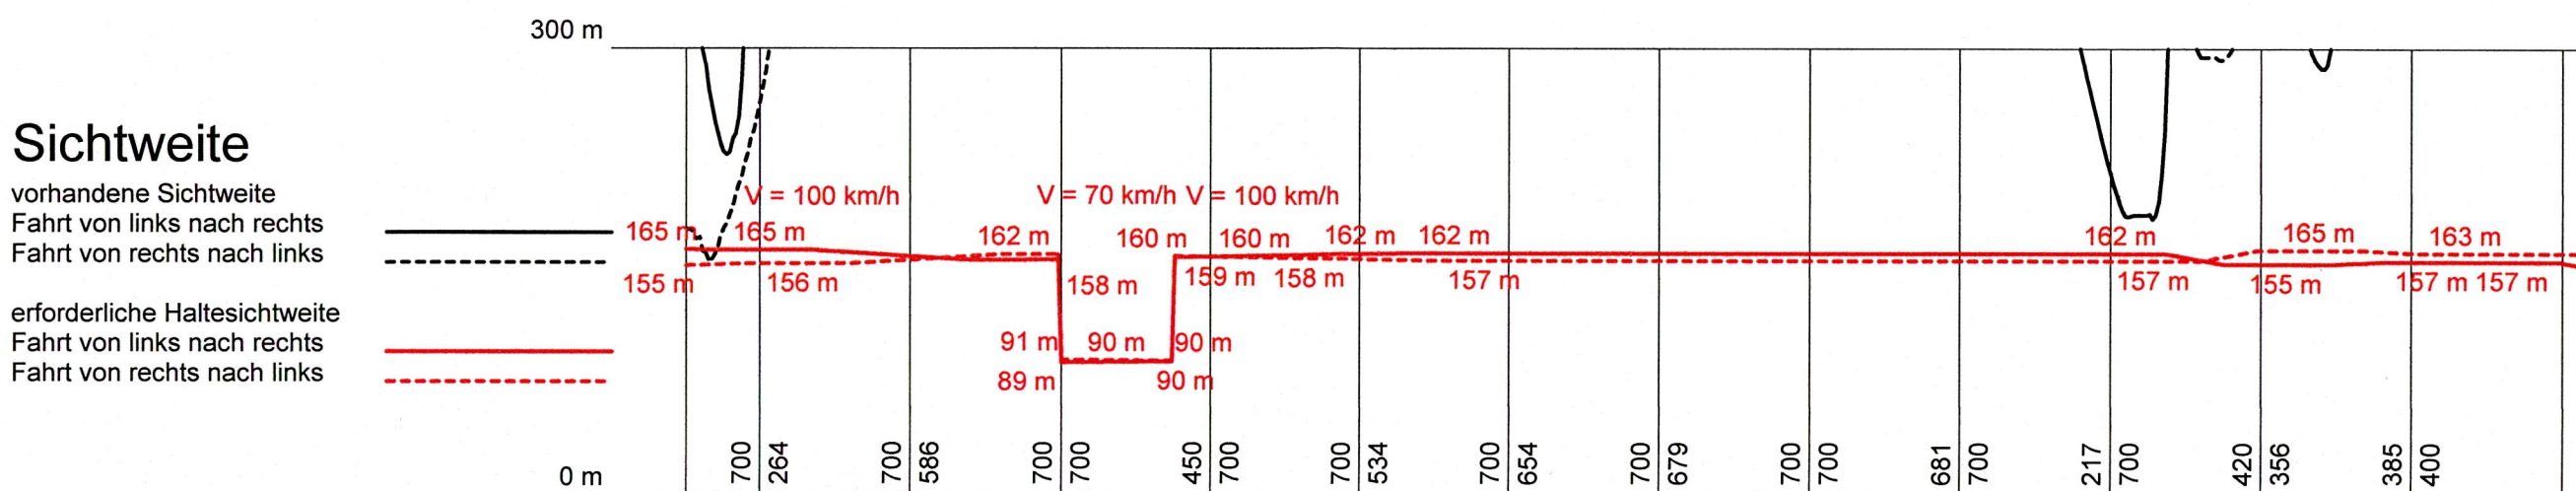 300 m
Sichtweite
vorhandene Sichtweite
Fahrt von links nach rechts
Fahrt von rechts nach links
erforderliche Haltesichtweite
Fahrt von links nach rechts
Fahrt von rechts nach links
V = 100 km/h V = 70 km/h V = 100 km/h
165 m 165 m 162 m 160 m 160 m 162 m 162 m 162 m 165 m 163 m
155 m 156 m 158 m 159 m 158 m 157 m 157 m 155 m 157 m 157 m
91 m 90 m 90 m
89 m 90 m
0 m
700 264 700 586 700 700 450 700 700 534 700 654 700 679 700 700 681 700 217 700 420 356 385 400